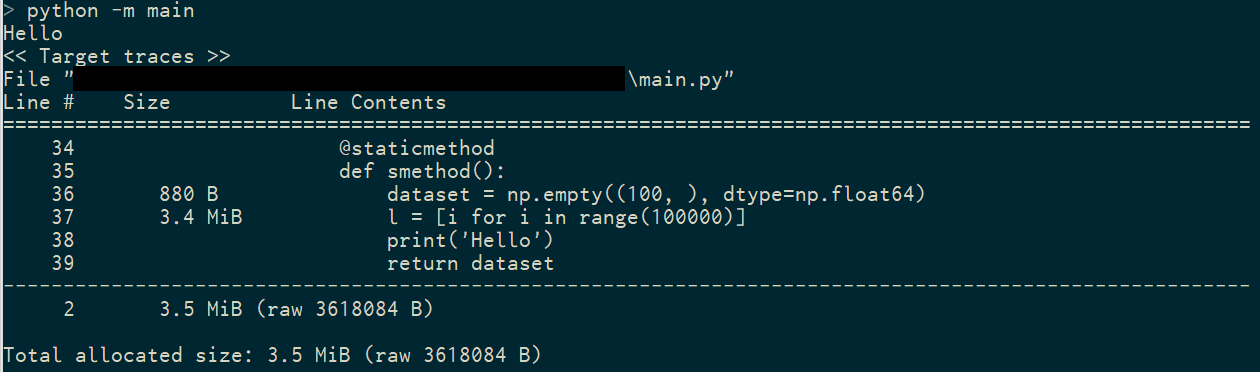 > python -m main
Hello
<< Target traces >>
File "\main.py"
Line #    Size          Line Contents
========================================================================================================
    34                      @staticmethod
    35                      def smethod():
    36       880 B              dataset = np.empty((100, ), dtype=np.float64)
    37       3.4 MiB            l = [i for i in range(100000)]
    38                          print('Hello')
    39                          return dataset
--------------------------------------------------------------------------------------------------------
     2       3.5 MiB (raw 3618084 B)
Total allocated size: 3.5 MiB (raw 3618084 B)